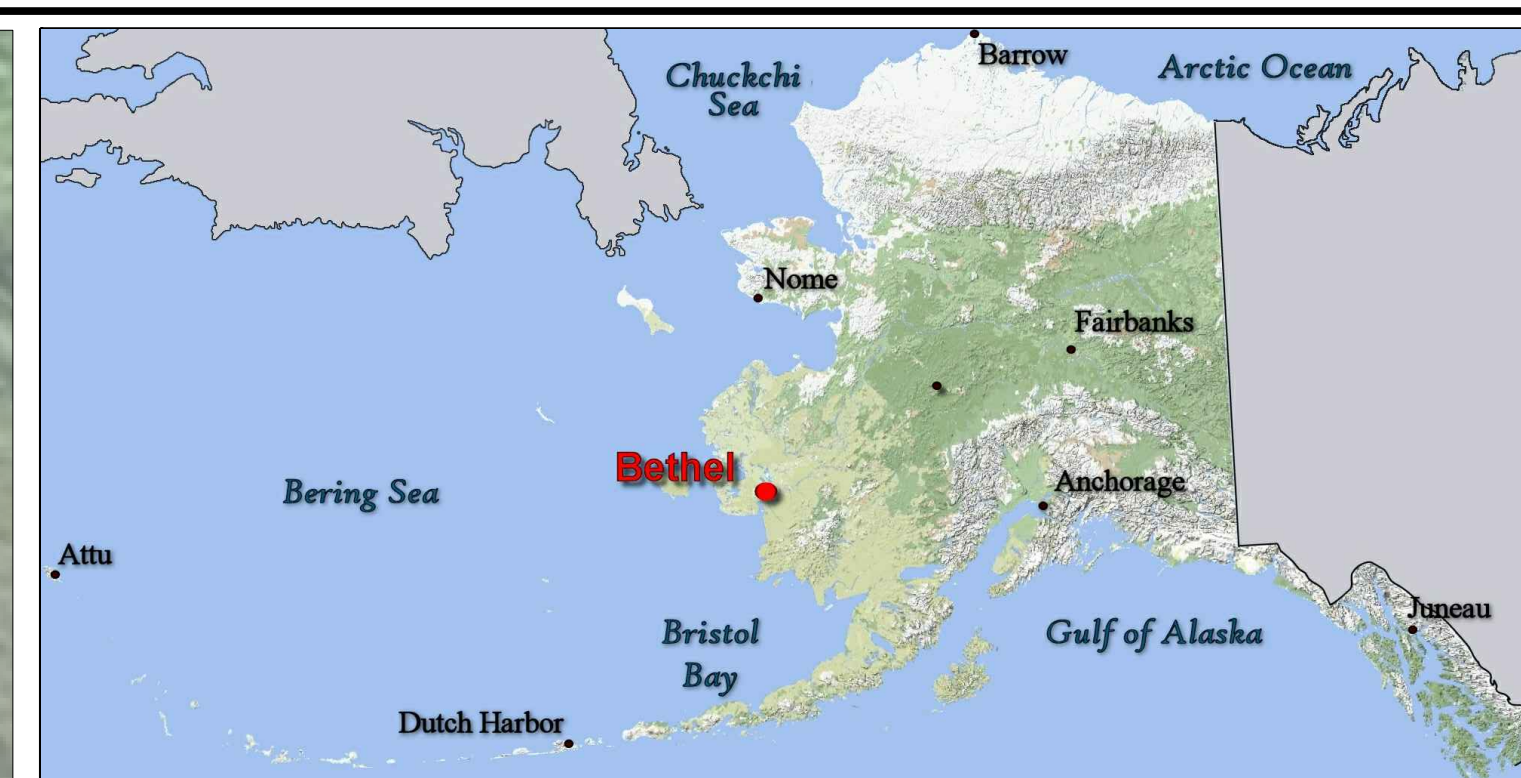 Barrow
Chuckchi
Sea
Arctic Ocean
Nome
Fairbanks
Bethel
Anchorage
Bering Sea
Attu
Juneau
Bristol
Bay
Gulf of Alaska
Dutch Harbor